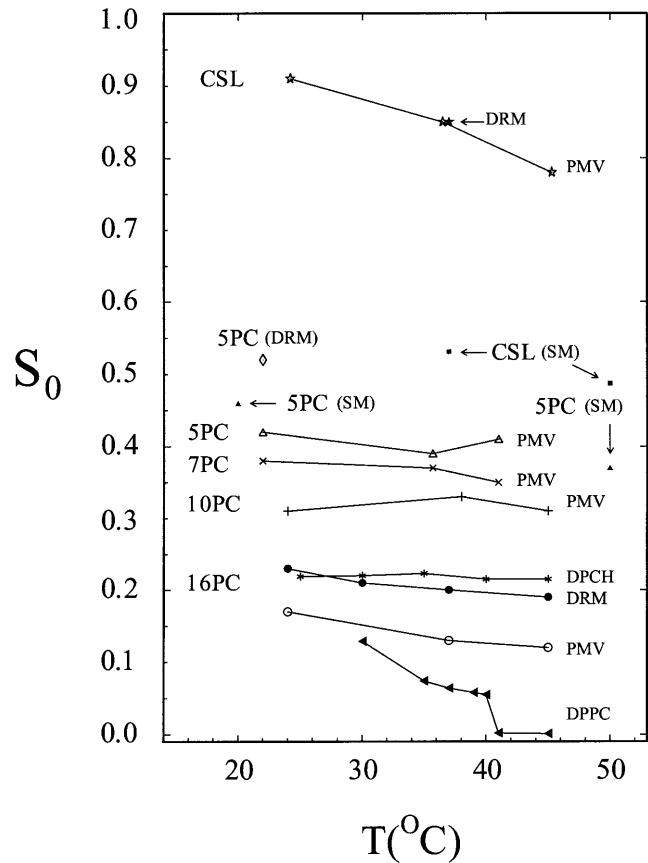 1.0
CSL
0.9
DRM
0.8
PMV
0.7
0.6
5PC (DRM)
CSL (SM)
S0
0.5
5PC (SM)
5PC (SM)
5PC
PMV
0.4
7PC
PMV
10PC
PMV
0.3
16PC
DPCH
DRM
0.2
PMV
0.1
DPPC
0.0
20 30 40 50
T(°C)